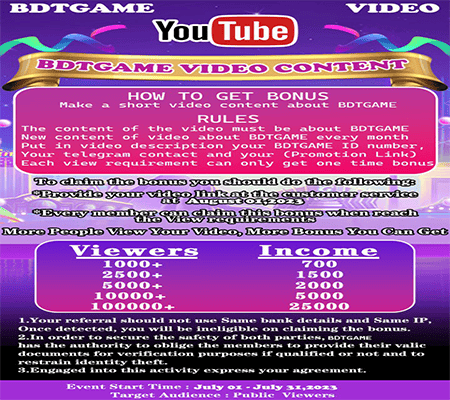 BDTGAME VIDEO
YouTube
BDTGAME VIDEO CONTENT
HOW TO GET BONUS
Make a short video content about BDTGAME
RULES
The content of the video must be about BDTGAME
New content of video about BDTGAME every month
Put in video description your BDTGAME ID number,
Your telegram contact and your (Promotion Link)
Each view requirement can only get one time bonus
To claim the bonus you should do the following:
*Provide your video link at the customer service
at August 01,2023
*Every member can claim this bonus when reach
the view requirements
More People View Your Video, More Bonus You Can Get
Viewers Income
1000+ 700
2500+ 1500
5000+ 2000
10000+ 5000
100000+ 25000
1.Your referral should not use Same bank details and Same IP,
Once detected, you will be ineligible on claiming the bonus.
2.In order to secure the safety of both parties, BDTGAME
has the authority to oblige the members to provide their valid
documents for verification purposes if qualified or not and to
restrain identity theft.
3.Engaged into this activity express your agreement.
Event Start Time : July 01 - July 31,2023
Target Audience : Public Viewers